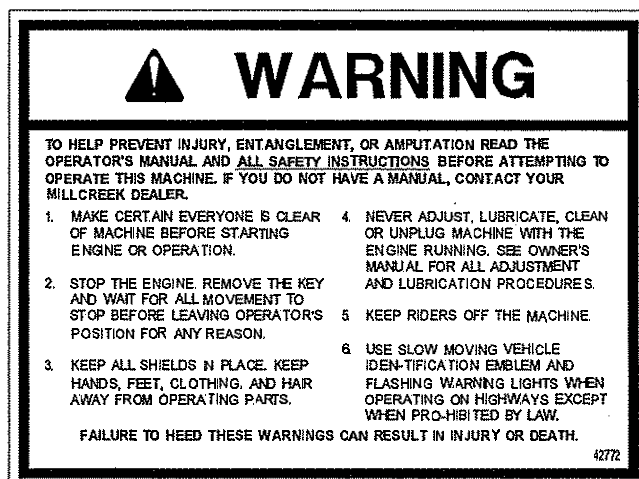 WARNING
TO HELP PREVENT INJURY, ENTANGLEMENT, OR AMPUTATION READ THE
OPERATOR'S MANUAL AND ALL SAFETY INSTRUCTIONS BEFORE ATTEMPTING TO
OPERATE THIS MACHINE. IF YOU DO NOT HAVE A MANUAL, CONTACT YOUR
MILLCREEK DEALER.
1. MAKE CERTAIN EVERYONE IS CLEAR
OF MACHINE BEFORE STARTING
ENGINE OR OPERATION.
2. STOP THE ENGINE. REMOVE THE KEY
AND WAIT FOR ALL MOVEMENT TO
STOP BEFORE LEAVING OPERATOR'S
POSITION FOR ANY REASON.
3. KEEP ALL SHIELDS IN PLACE. KEEP
HANDS, FEET, CLOTHING, AND HAIR
AWAY FROM OPERATING PARTS.
4. NEVER ADJUST, LUBRICATE, CLEAN
OR UNPLUG MACHINE WITH THE
ENGINE RUNNING. SEE OWNER'S
MANUAL FOR ALL ADJUSTMENT
AND LUBRICATION PROCEDURES.
5. KEEP RIDERS OFF THE MACHINE.
6. USE SLOW MOVING VEHICLE
IDEN-TIFICATION EMBLEM AND
FLASHING WARNING LIGHTS WHEN
OPERATING ON HIGHWAYS EXCEPT
WHEN PRO-HIBITED BY LAW.
FAILURE TO HEED THESE WARNINGS CAN RESULT IN INJURY OR DEATH.
42772